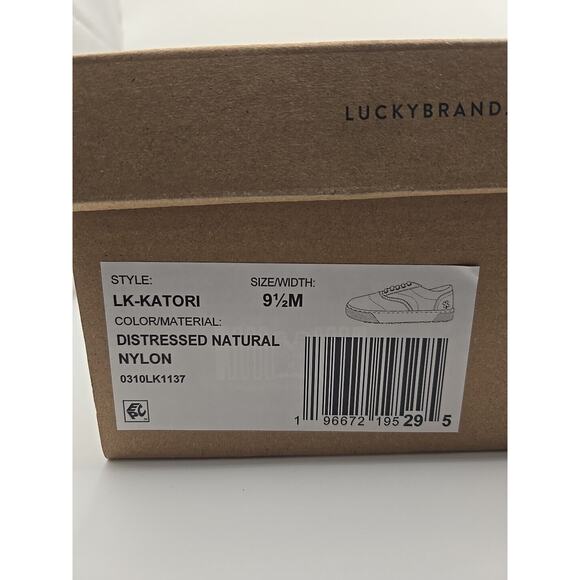 LUCKYBRAND.
STYLE: SIZE/WIDTH:
LK-KATORI 9½M
COLOR/MATERIAL:
DISTRESSED NATURAL
NYLON
0310LK1137
1 96672 195 29 5